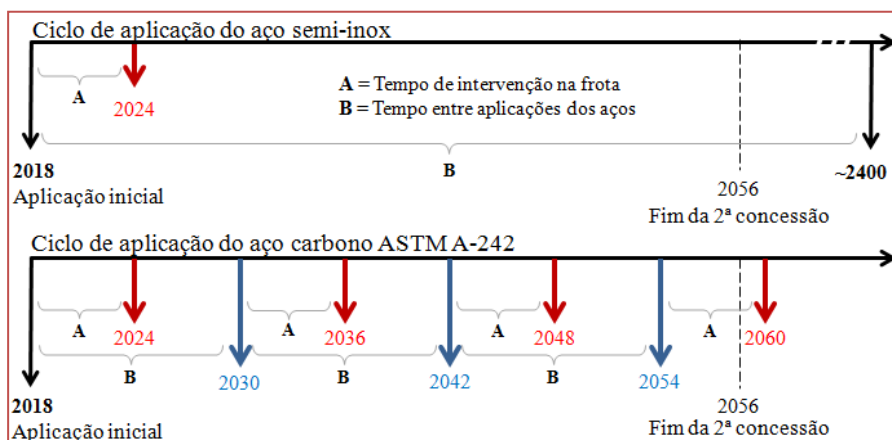 Ciclo de aplicação do aço semi-inox
A
2024
A = Tempo de intervenção na frota
B = Tempo entre aplicações dos aços
2018
Aplicação inicial
B
2056
Fim da 2ª concessão
~2400
Ciclo de aplicação do aço carbono ASTM A-242
A
2024
A
2036
A
2048
A
2060
B
2030
B
2042
B
2054
2018
Aplicação inicial
2056
Fim da 2ª concessão